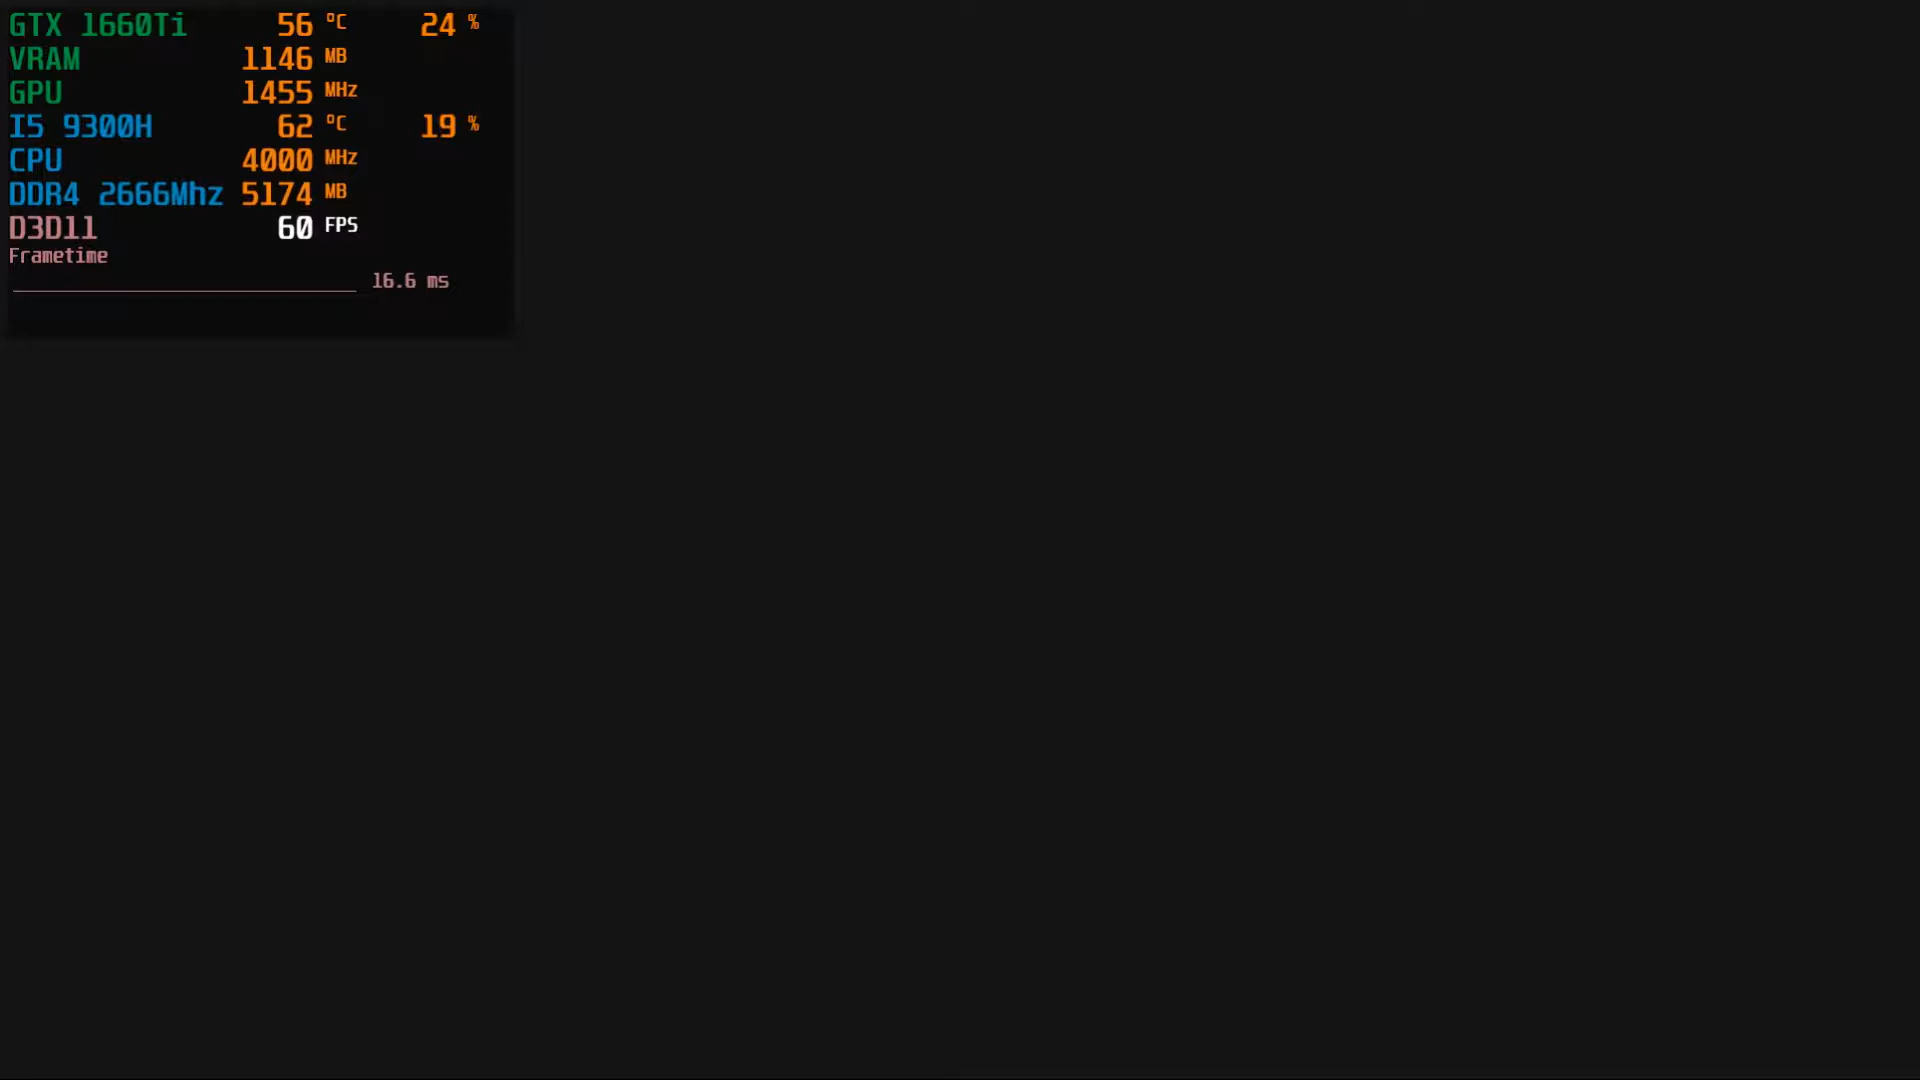 GTX 1660Ti 56 °C 24 %
VRAM 1146 MB
GPU 1455 MHz
I5 9300H 62 °C 19 %
CPU 4000 MHz
DDR4 2666Mhz 5174 MB
D3D11 60 FPS
Frametime
16.6 ms